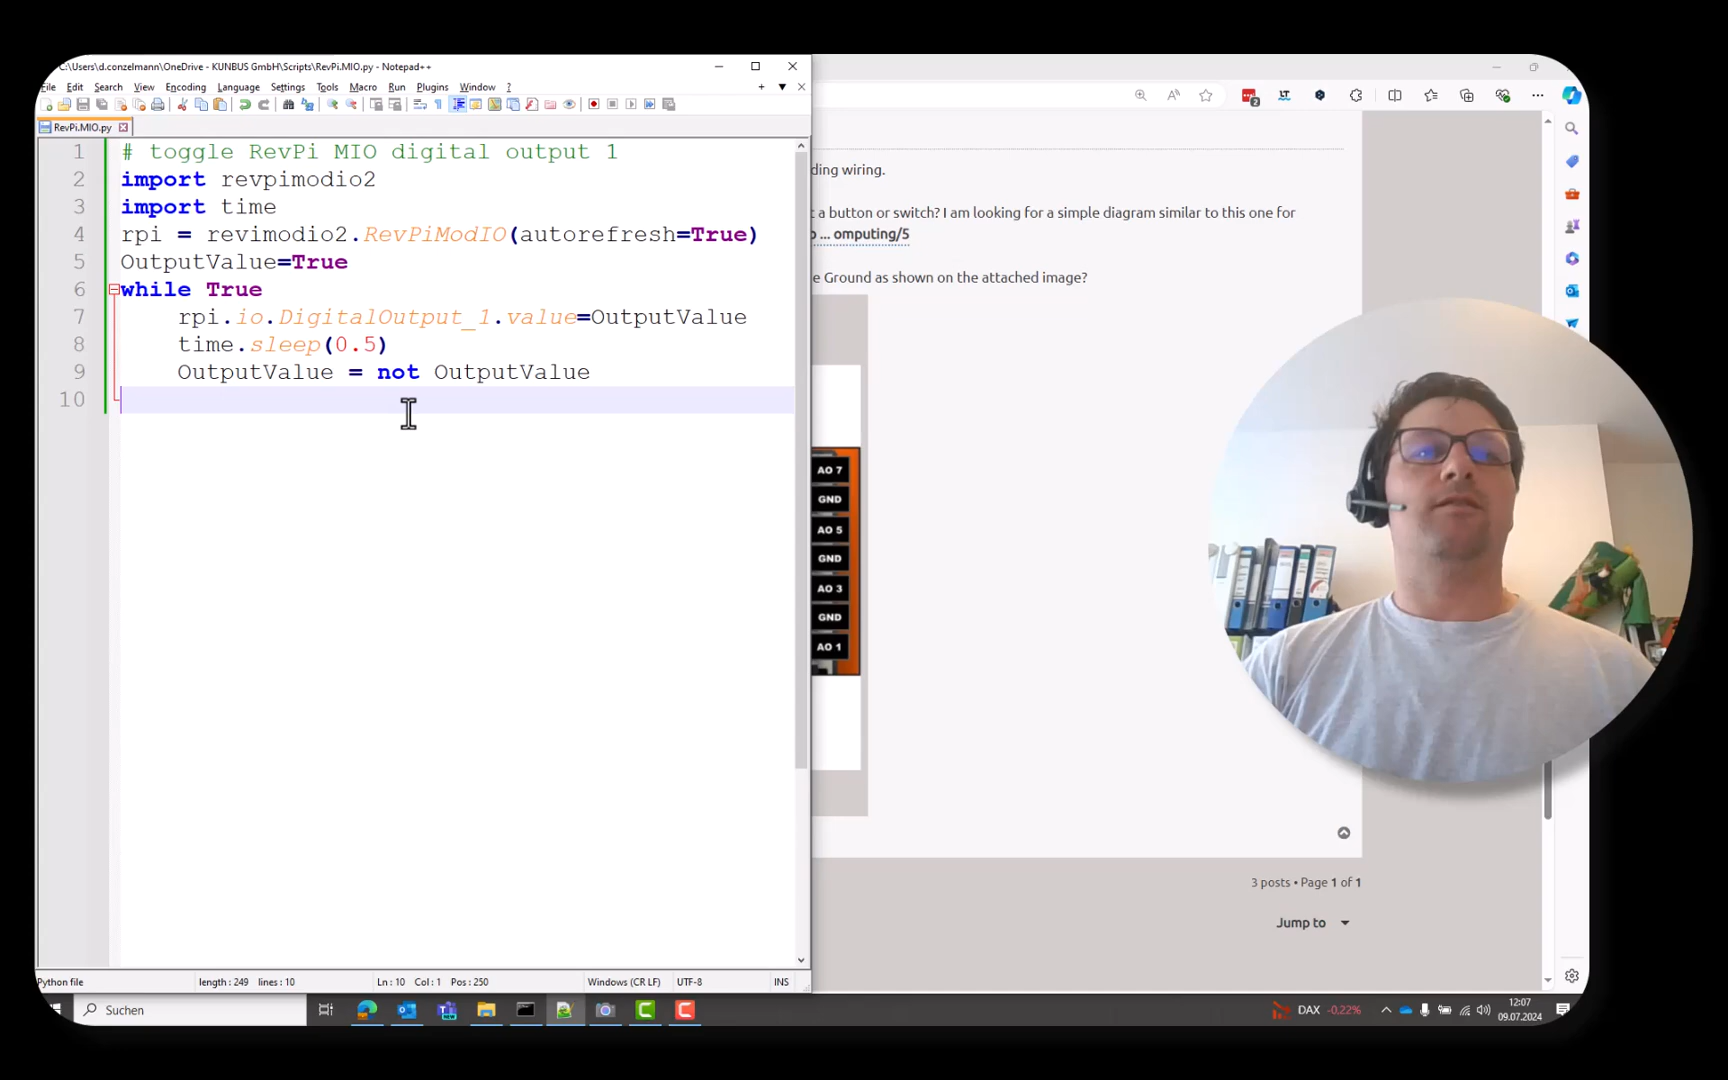 C:\Users\d.conzelmann\OneDrive - KUNBUS GmbH\Scripts\RevPi.MIO.py - Notepad++
File Edit Search View Encoding Language Settings Tools Macro Run Plugins Window ?
RevPi.MIO.py
1 # toggle RevPi MIO digital output 1
2 import revpimodio2
3 import time
4 rpi = revimodio2.RevPiModIO(autorefresh=True)
5 OutputValue=True
6 while True
7 rpi.io.DigitalOutput_1.value=OutputValue
8 time.sleep(0.5)
9 OutputValue = not OutputValue
10
Python file length : 249 lines : 10 Ln : 10 Col : 1 Pos : 250 Windows (CR LF) UTF-8 INS
2
LT
ding wiring.
t a button or switch? I am looking for a simple diagram similar to this one for
o ... omputing/5
e Ground as shown on the attached image?
AO 7
GND
AO 5
GND
AO 3
GND
AO 1
3 posts • Page 1 of 1
Jump to
Suchen
DAX -0.22%
12:07
09.07.2024